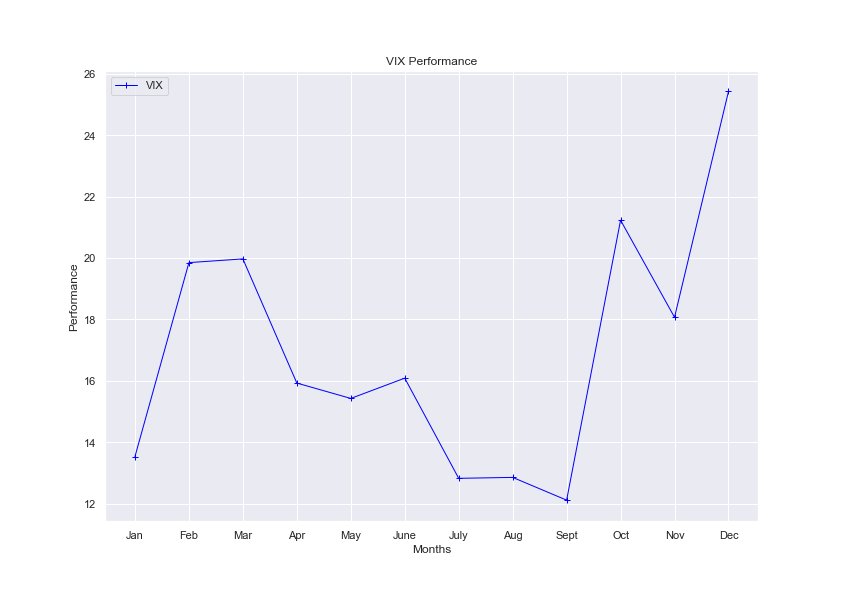 VIX Performance
VIX
26
24
22
20
18
16
14
12
Performance
Jan Feb Mar Apr May June July Aug Sept Oct Nov Dec
Months